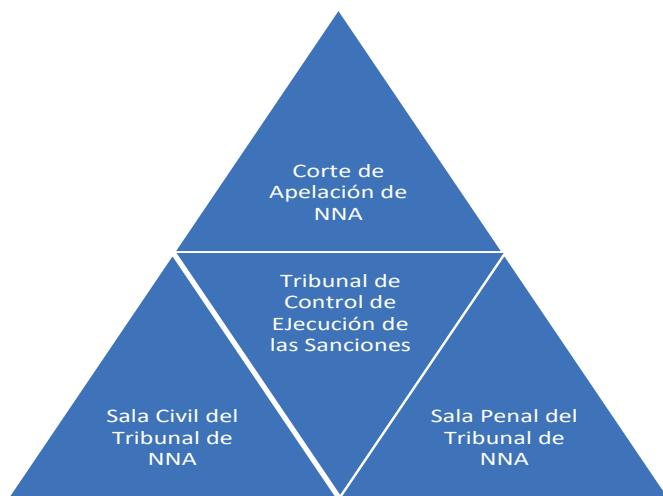 Corte de
Apelación de
NNA
Tribunal de
Control de
EJecución de
las Sanciones
Sala Civil del
Tribunal de
NNA
Sala Penal del
Tribunal de
NNA